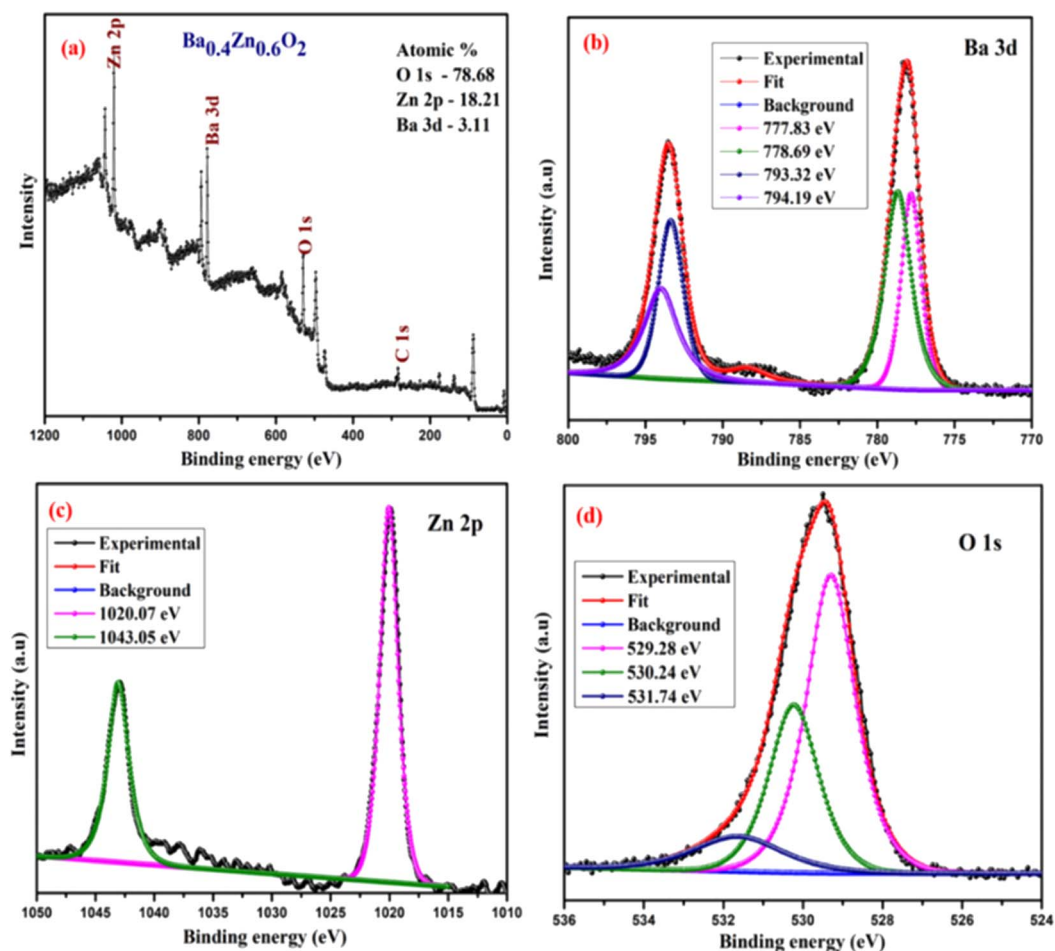 (a)
Ba0.4Zn0.6O2
Atomic %
O 1s - 78.68
Zn 2p - 18.21
Ba 3d - 3.11
Zn 2p
Ba 3d
O 1s
C 1s
Intensity
1200 1000 800 600 400 200 0
Binding energy (eV)
(b)
Ba 3d
Experimental
Fit
Background
777.83 eV
778.69 eV
793.32 eV
794.19 eV
Intensity (a.u)
800 795 790 785 780 775 770
Binding energy (eV)
(c)
Zn 2p
Experimental
Fit
Background
1020.07 eV
1043.05 eV
Intensity (a.u)
1050 1045 1040 1035 1030 1025 1020 1015 1010
Binding energy (eV)
(d)
O 1s
Experimental
Fit
Background
529.28 eV
530.24 eV
531.74 eV
Intensity (a.u)
536 534 532 530 528 526 524
Binding energy (eV)